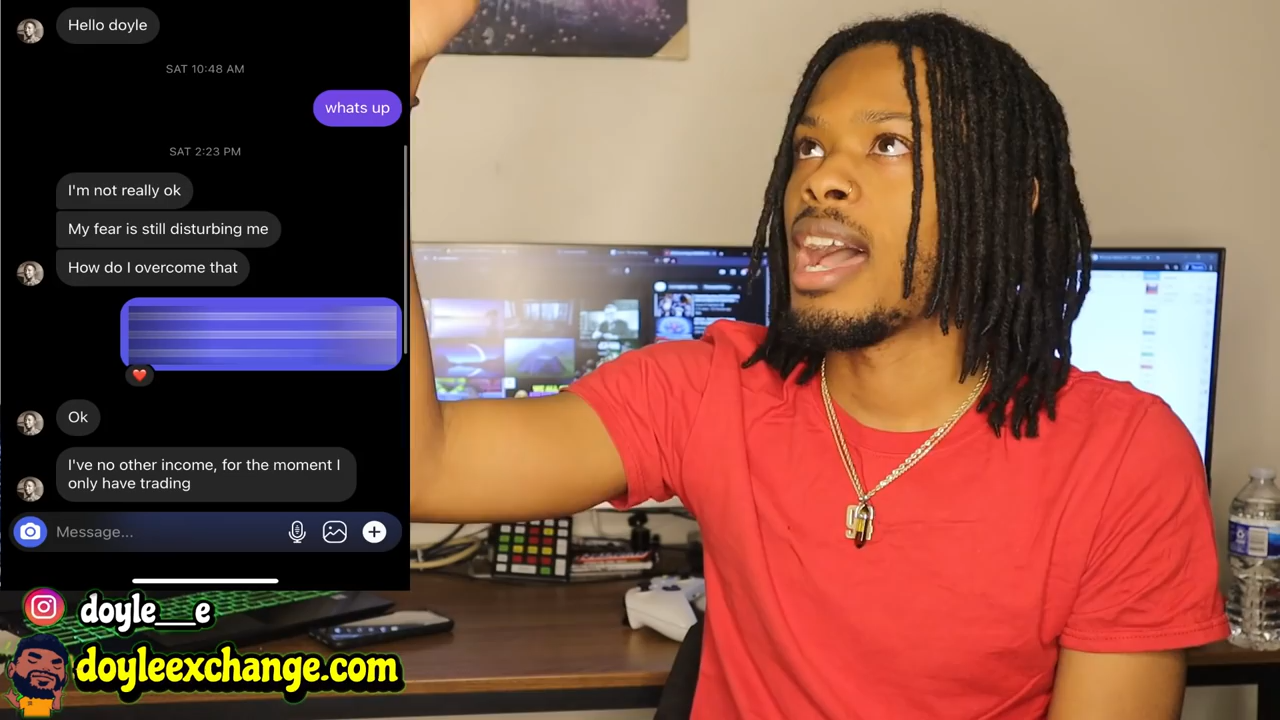 Hello doyle
SAT 10:48 AM
whats up
SAT 2:23 PM
I'm not really ok
My fear is still disturbing me
How do I overcome that
Ok
I've no other income, for the moment I
only have trading
Message...
doyle__e
doyleexchange.com